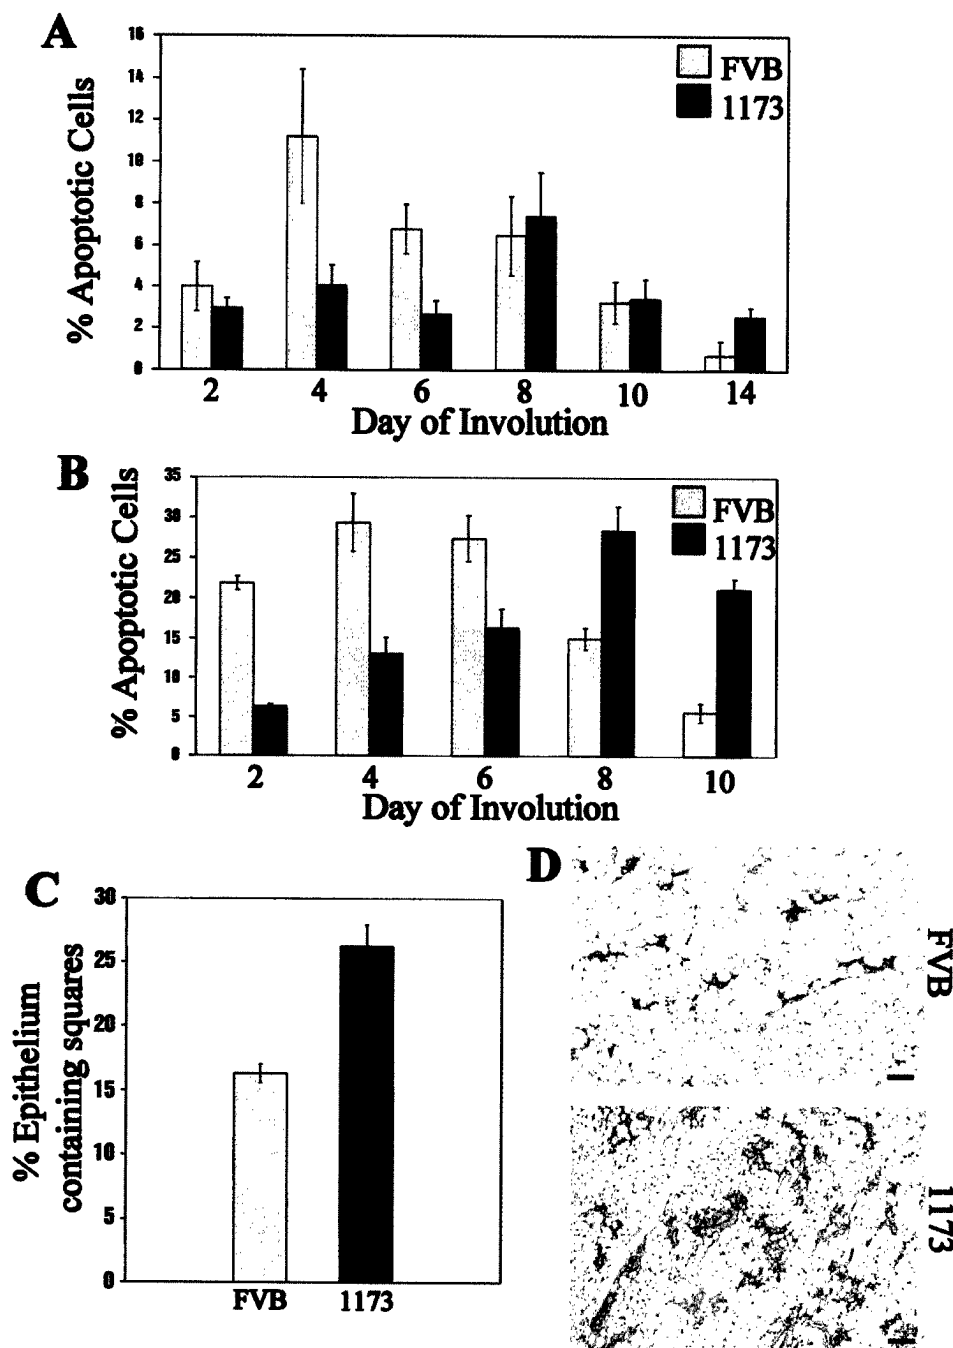 A
% Apoptotic Cells
16
14
12
10
8
6
4
2
0
FVB
1173
2 4 6 8 10 14
Day of Involution
B
% Apoptotic Cells
35
30
25
20
15
10
5
0
FVB
1173
2 4 6 8 10
Day of Involution
C
% Epithelium
containing squares
30
25
20
15
10
5
0
FVB 1173
D
FVB
1173